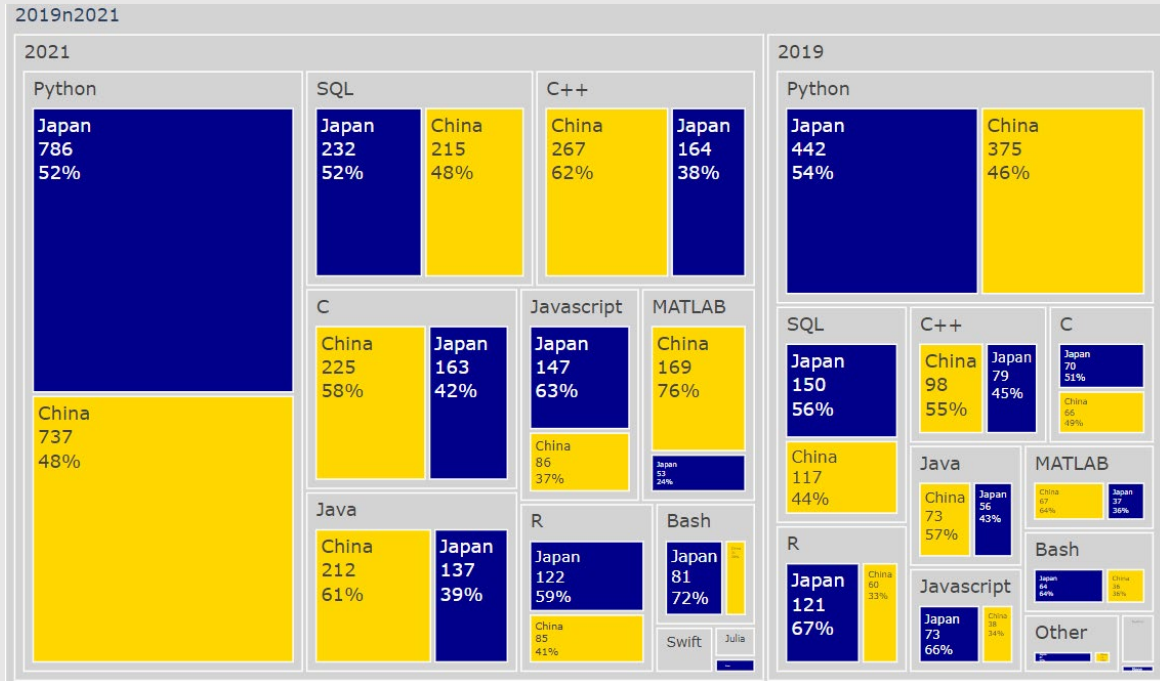 2019n2021
2021
Python
Japan
786
52%
China
737
48%
SQL
Japan
232
52%
China
215
48%
C++
China
267
62%
Japan
164
38%
C
China
225
58%
Japan
163
42%
Javascript
Japan
147
63%
China
86
37%
MATLAB
China
169
76%
Japan
53
24%
Java
China
212
61%
Japan
137
39%
R
Japan
122
59%
China
85
41%
Bash
Japan
81
72%
Swift
Julia
2019
Python
Japan
442
54%
China
375
46%
SQL
Japan
150
56%
China
117
44%
C++
China
98
55%
Japan
79
45%
C
Japan
70
51%
China
66
49%
Java
China
73
57%
Japan
56
43%
MATLAB
China
67
64%
Japan
37
36%
R
Japan
121
67%
China
60
33%
Javascript
Japan
73
66%
China
38
34%
Bash
Japan
64
64%
China
36%
Other